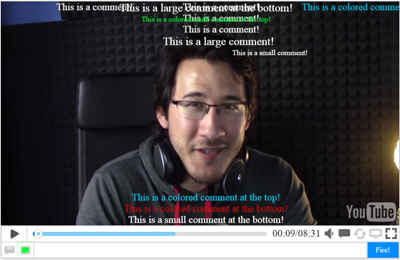 This is a comment!
This is a large comment at the bottom!
This is a colored comme
This is a colored comment at the top!
This is a comment!
This is a comment!
This is a large comment!
This is a small comment!
This is a colored comment at the top!
This is a colored comment at the bottom!
This is a small comment at the bottom!
YouTube
00:09/08:31
Fire!